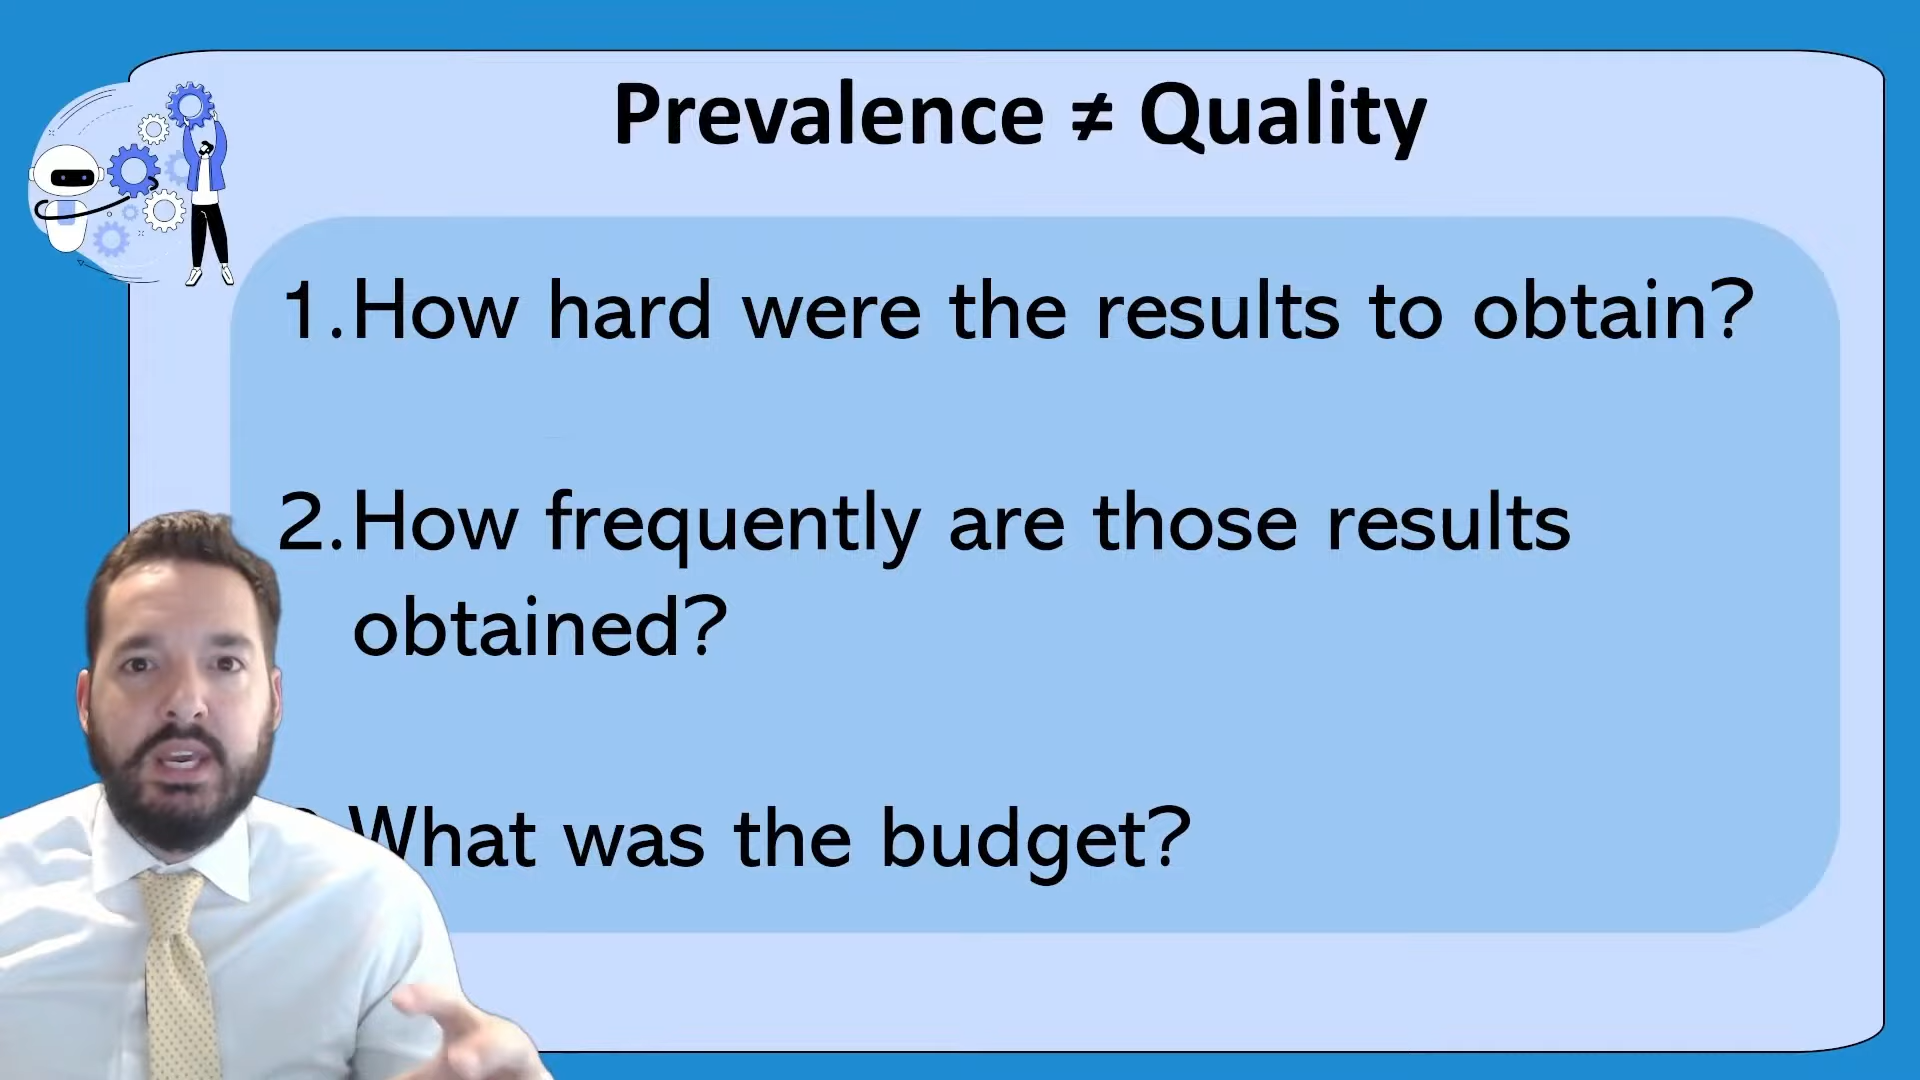 Prevalence ≠ Quality
1. How hard were the results to obtain?
2. How frequently are those results
obtained?
What was the budget?